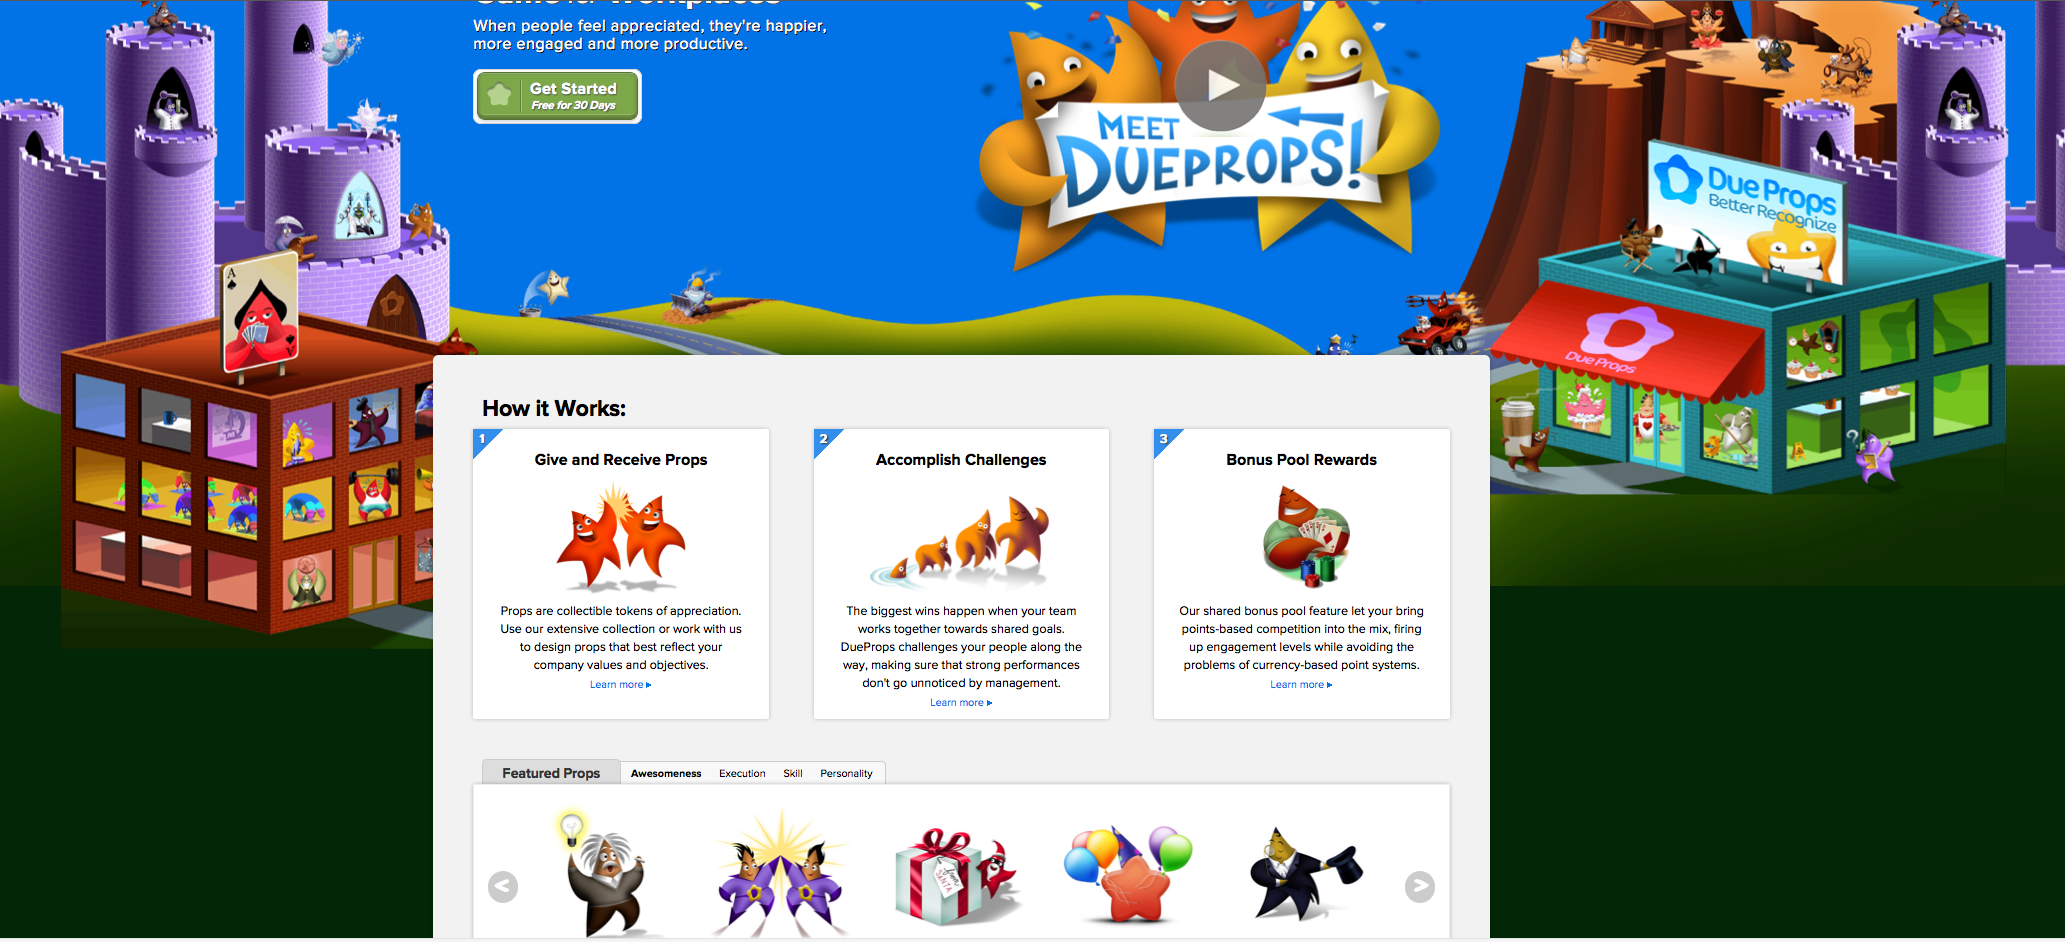 When people feel appreciated, they're happier,
more engaged and more productive.
Get Started
Free for 30 Days
MEET
DUEPROPS!
Due Props
Better Recognize
A
Due Props
A
How it Works:
1
Give and Receive Props
Props are collectible tokens of appreciation.
Use our extensive collection or work with us
to design props that best reflect your
company values and objectives.
Learn more
2
Accomplish Challenges
The biggest wins happen when your team
works together towards shared goals.
DueProps challenges your people along the
way, making sure that strong performances
don't go unnoticed by management.
Learn more
3
Bonus Pool Rewards
Our shared bonus pool feature let your bring
points-based competition into the mix, firing
up engagement levels while avoiding the
problems of currency-based point systems.
Learn more
Featured Props
Awesomeness
Execution
Skill
Personality
from
SANTA